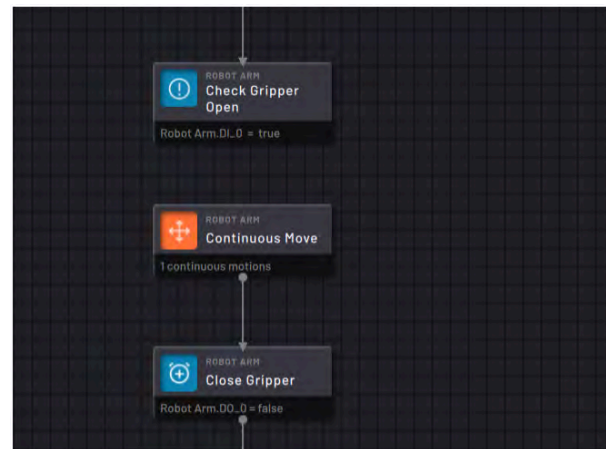 ROBOT ARM
Check Gripper
Open
Robot Arm.DI_0 = true
ROBOT ARM
Continuous Move
1 continuous motions
ROBOT ARM
Close Gripper
Robot Arm.DO_0 = false